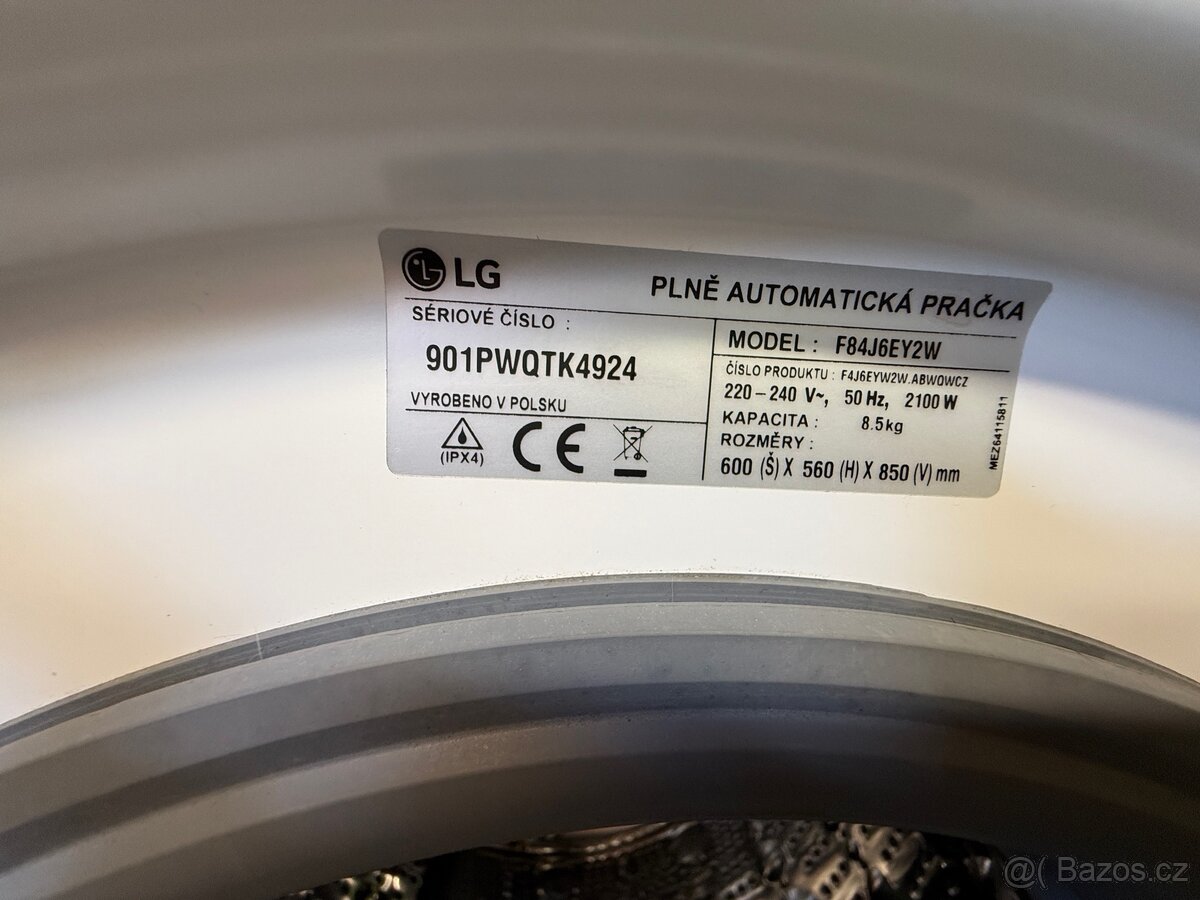 LG
PLNĚ AUTOMATICKÁ PRAČKA
SÉRIOVÉ ČÍSLO :
901PWQTK4924
VYROBENO V POLSKU
(IPX4)
CE
MODEL : F84J6EY2W
ČÍSLO PRODUKTU : F4J6EYW2W.ABWQWCZ
220-240 V~, 50 Hz, 2100 W
KAPACITA : 8.5kg
ROZMĚRY :
600 (Š) X 560 (H) X 850 (V) mm
MEZ64115811
@( Bazos.cz